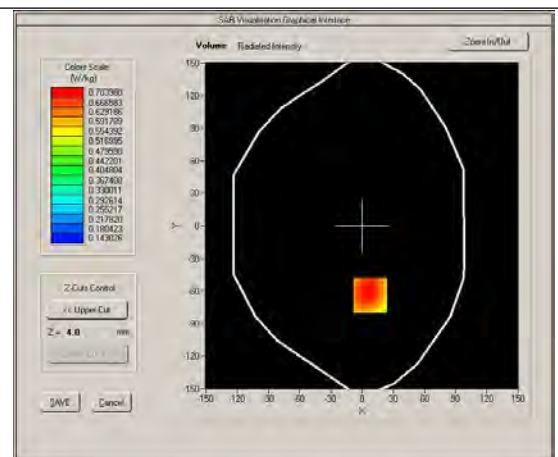 SAR Visualisation Graphical Interface
Volume Radiated Intensity
Zoom In/Out
Colors Scale
(W/kg)
0.703980
0.666583
0.629186
0.591789
0.554392
0.516995
0.479598
0.442201
0.404804
0.367408
0.330011
0.292614
0.255217
0.217820
0.180423
0.143026
150
120
90
60
30
Y
0
-30
-60
-90
-120
-150
-150 -120 -90 -60 -30 0 30 60 90 120 150
X
Z-Cuts Control
<< Upper Cut
Z = 4.0 mm
SAVE Cancel